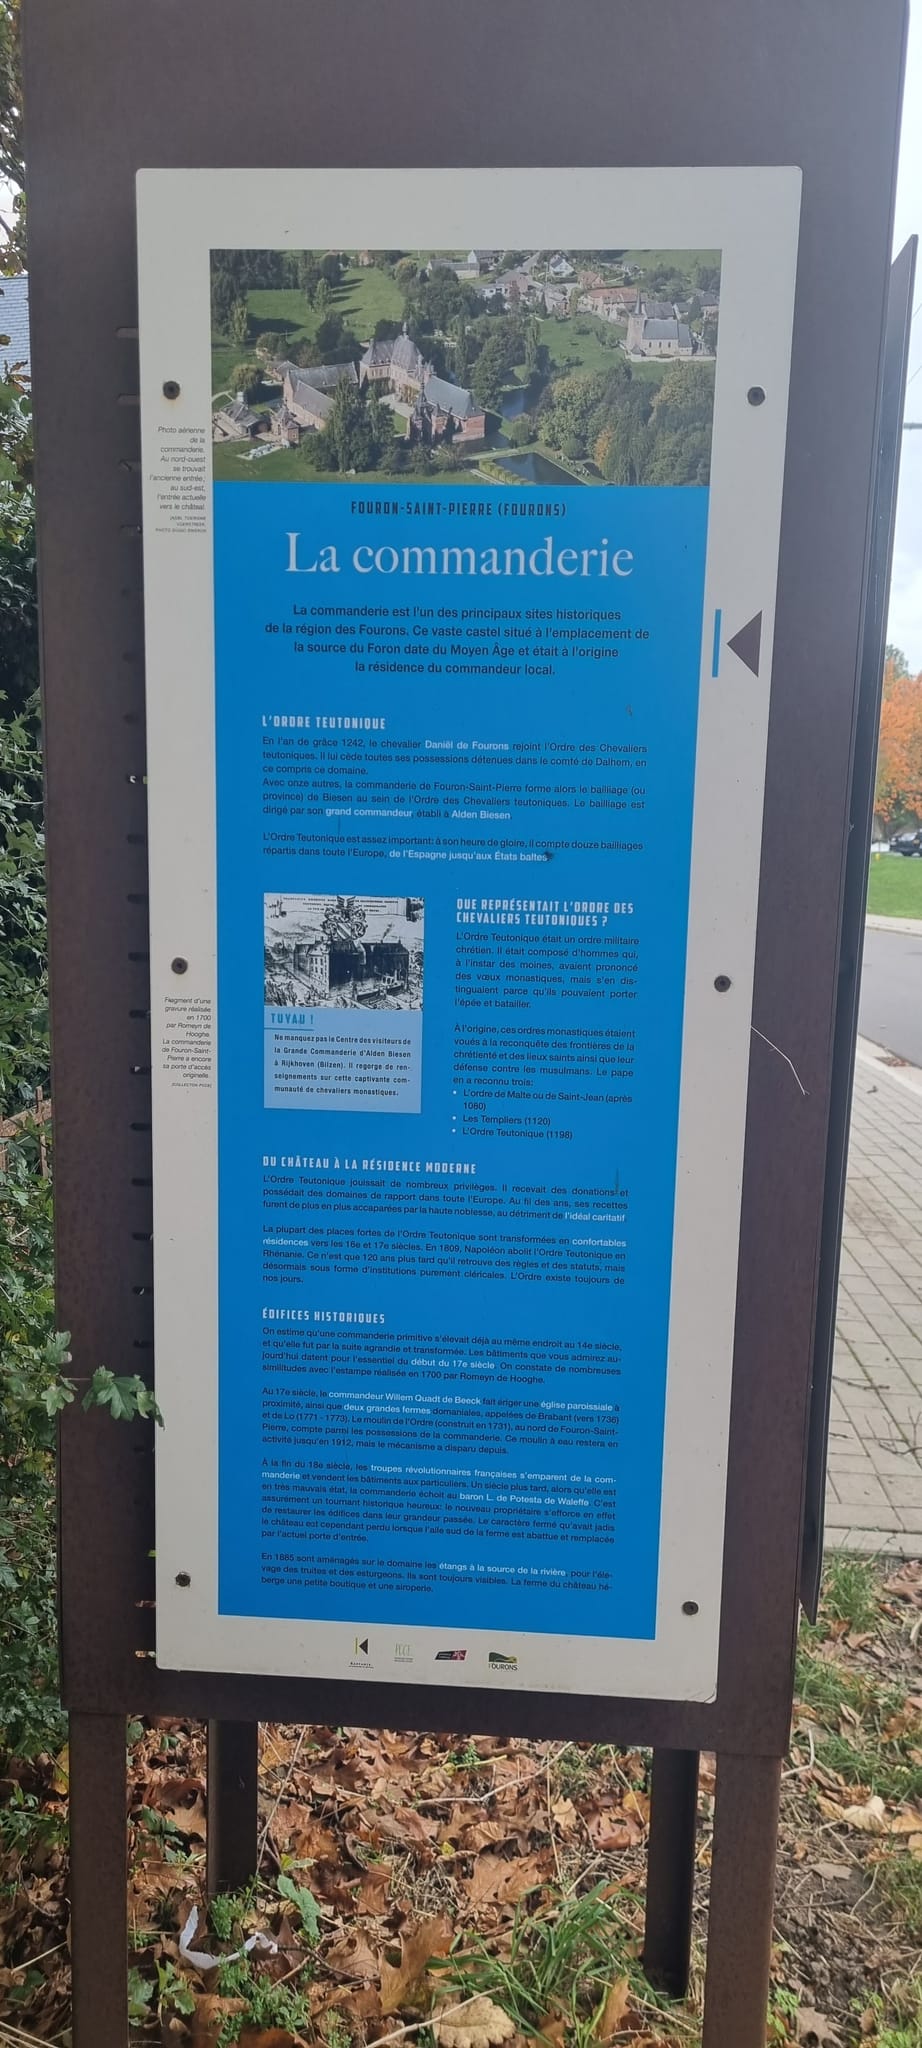 Photo aérienne
de la
commanderie.
Au nord-ouest
se trouvait
l'ancienne entrée;
au sud-est,
l'entrée actuelle
vers le château.
FOURON-SAINT-PIERRE (FOURONS)
La commanderie
La commanderie est l'un des principaux sites historiques
de la région des Fourons. Ce vaste castel situé à l'emplacement de
la source du Foron date du Moyen Âge et était à l'origine
la résidence du commandeur local.
L'ORDRE TEUTONIQUE
En l'an de grâce 1242, le chevalier Daniël de Fourons rejoint l'Ordre des Chevaliers
teutoniques. Il lui cède toutes ses possessions détenues dans le comté de Dalhem, en
ce compris ce domaine.
Avec onze autres, la commanderie de Fouron-Saint-Pierre forme alors le bailliage (ou
province) de Biesen au sein de l'Ordre des Chevaliers teutoniques. Le bailliage est
dirigé par son grand commandeur, établi à Alden Biesen.
L'Ordre Teutonique est assez important: à son heure de gloire, il compte douze bailliages
répartis dans toute l'Europe, de l'Espagne jusqu'aux États baltes.
Fragment d'une
gravure réalisée
en 1700
par Romeyn de
Hooghe.
La commanderie
de Fouron-Saint-
Pierre a encore
sa porte d'accès
originelle.
(COLLECTION PCCE)
TUYAU !
Ne manquez pas le Centre des visiteurs de
la Grande Commanderie d'Alden Biesen
à Rijkhoven (Bilzen). Il regorge de ren-
seignements sur cette captivante com-
munauté de chevaliers monastiques.
QUE REPRÉSENTAIT L'ORDRE DES
CHEVALIERS TEUTONIQUES ?
L'Ordre Teutonique était un ordre militaire
chrétien. Il était composé d'hommes qui,
à l'instar des moines, avaient prononcé
des vœux monastiques, mais s'en dis-
tinguaient parce qu'ils pouvaient porter
l'épée et batailler.
À l'origine, ces ordres monastiques étaient
voués à la reconquête des frontières de la
chrétienté et des lieux saints ainsi que leur
défense contre les musulmans. Le pape
en a reconnu trois:
• L'ordre de Malte ou de Saint-Jean (après
1080)
• Les Templiers (1120)
• L'Ordre Teutonique (1198)
DU CHÂTEAU À LA RÉSIDENCE MODERNE
L'Ordre Teutonique jouissait de nombreux privilèges. Il recevait des donations et
possédait des domaines de rapport dans toute l'Europe. Au fil des ans, ses recettes
furent de plus en plus accaparées par la haute noblesse, au détriment de l'idéal caritatif
La plupart des places fortes de l'Ordre Teutonique sont transformées en confortables
résidences vers les 16e et 17e siècles. En 1809, Napoléon abolit l'Ordre Teutonique en
Rhénanie. Ce n'est que 120 ans plus tard qu'il retrouve des règles et des statuts, mais
désormais sous forme d'institutions purement cléricales. L'Ordre existe toujours de
nos jours.
ÉDIFICES HISTORIQUES
On estime qu'une commanderie primitive s'élevait déjà au même endroit au 14e siècle,
et qu'elle fut par la suite agrandie et transformée. Les bâtiments que vous admirez au-
jourd'hui datent pour l'essentiel du début du 17e siècle. On constate de nombreuses
similitudes avec l'estampe réalisée en 1700 par Romeyn de Hooghe.
Au 17e siècle, le commandeur Willem Quadt de Beeck fait ériger une église paroissiale à
proximité, ainsi que deux grandes fermes domaniales, appelées de Brabant (vers 1736)
et de Lo (1771 - 1773). Le moulin de l'Ordre (construit en 1731), au nord de Fouron-Saint-
Pierre, compte parmi les possessions de la commanderie. Ce moulin à eau restera en
activité jusqu'en 1912, mais le mécanisme a disparu depuis.
À la fin du 18e siècle, les troupes révolutionnaires françaises s'emparent de la com-
manderie et vendent les bâtiments aux particuliers. Un siècle plus tard, alors qu'elle est
en très mauvais état, la commanderie échoit au baron L. de Potesta de Waleffe. C'est
assurément un tournant historique heureux: le nouveau propriétaire s'efforce en effet
de restaurer les édifices dans leur grandeur passée. Le caractère fermé qu'avait jadis
le château est cependant perdu lorsque l'aile sud de la ferme est abattue et remplacée
par l'actuel porte d'entrée.
En 1885 sont aménagés sur le domaine les étangs à la source de la rivière, pour l'éle-
vage des truites et des esturgeons. Ils sont toujours visibles. La ferme du château hé-
berge une petite boutique et une siroperie.
PCCE
FOURONS